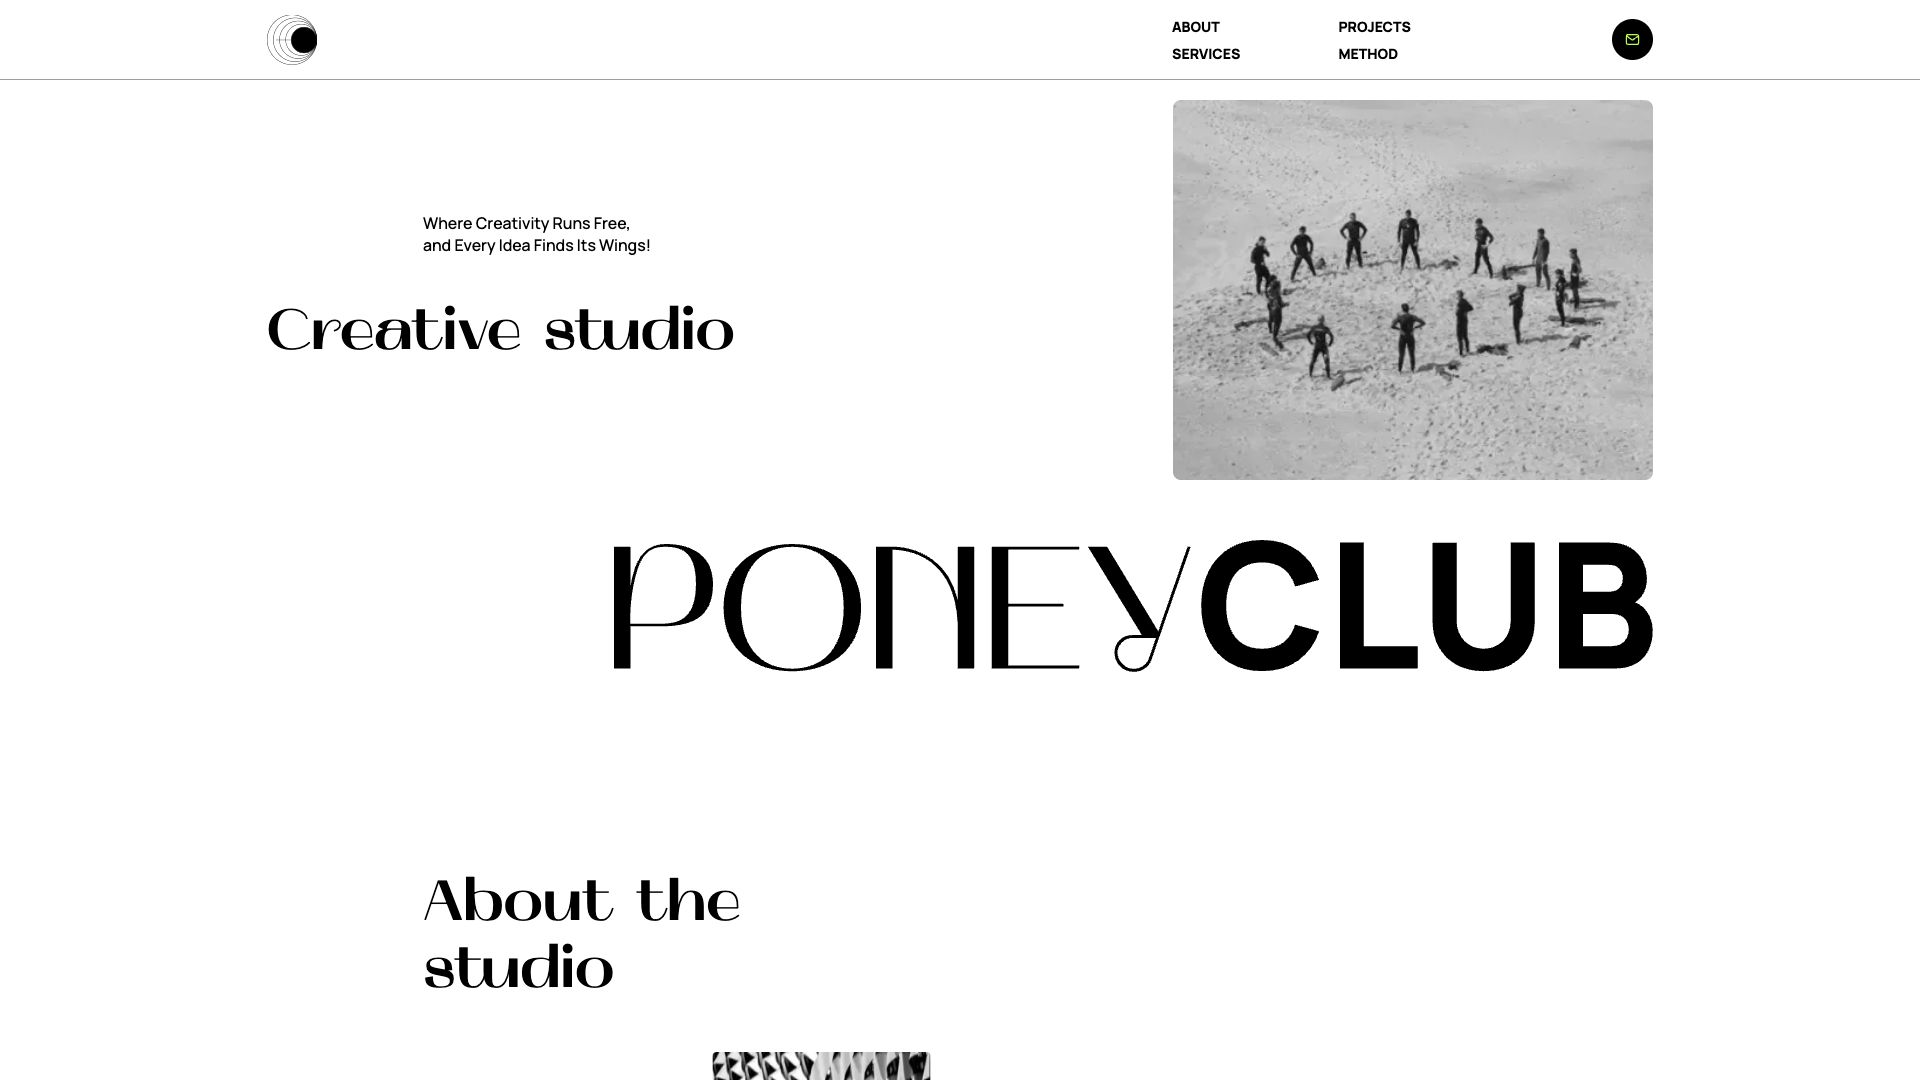 ABOUT
SERVICES
PROJECTS
METHOD
Where Creativity Runs Free,
and Every Idea Finds Its Wings!
Creative studio
PONEYCLUB
About the
studio